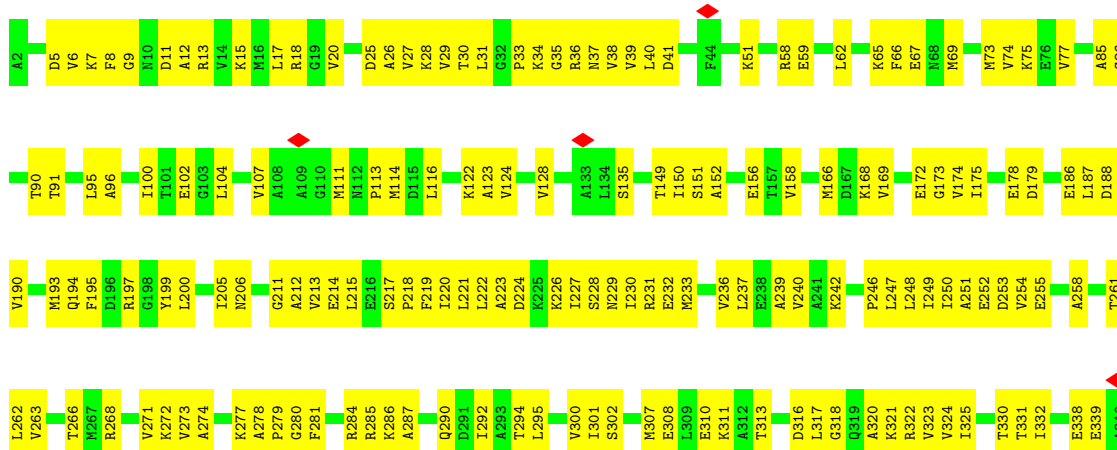 A2 D5 V6 K7 F8 G9 N10 D11 A12 R13 V14 K15 M16 L17 R18 G19 V20 D25 A26 V27 K28 V29 T30 L31 G32 P33 K34 G35 R36 N37 V38 V39 L40 D41 F44 K51 R58 E59 L62 K65 F66 E67 N68 M69 M73 V74 K75 E76 V77 A85
T90 T91 L95 A96 I100 T101 E102 G103 L104 V107 A108 A109 G110 M111 N112 P113 M114 D115 L116 K122 A123 V124 V128 A133 L134 S135 T149 I150 S151 A152 E156 T157 V158 M166 D167 K168 V169 E172 G173 V174 I175 E178 D179 E186 L187 D188
V190 M193 Q194 F195 D196 R197 G198 Y199 L200 I205 N206 G211 A212 V213 E214 L215 E216 S217 P218 F219 I220 L221 L222 A223 D224 K225 K226 I227 S228 N229 I230 R231 E232 M233 V236 L237 E238 A239 V240 A241 K242 P246 L247 L248 I249 I250 A251 E252 D253 V254 E255 A258 T261
L262 V263 T266 M267 R268 V271 K272 V273 A274 K277 A278 P279 G280 F281 R284 R285 K286 A287 Q290 D291 I292 A293 T294 L295 V300 I301 S302 M307 E308 L309 E310 K311 A312 T313 D316 L317 G318 Q319 A320 K321 R322 V323 V324 I325 T330 T331 I332 E338 E339